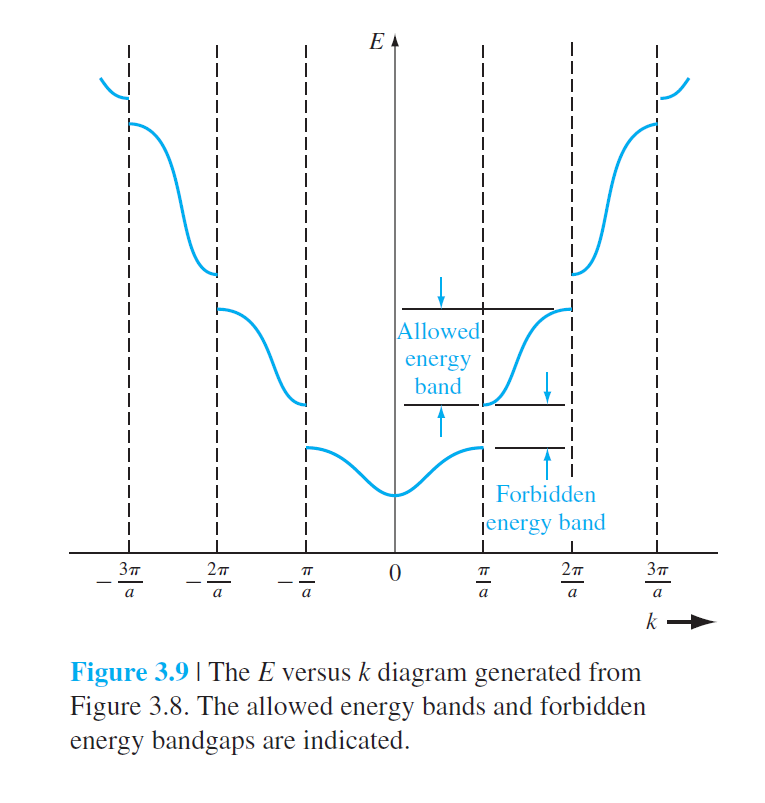 E
Allowed
energy
band
Forbidden
energy band
− 3π/a − 2π/a − π/a 0 π/a 2π/a 3π/a
k
Figure 3.9 | The E versus k diagram generated from
Figure 3.8. The allowed energy bands and forbidden
energy bandgaps are indicated.